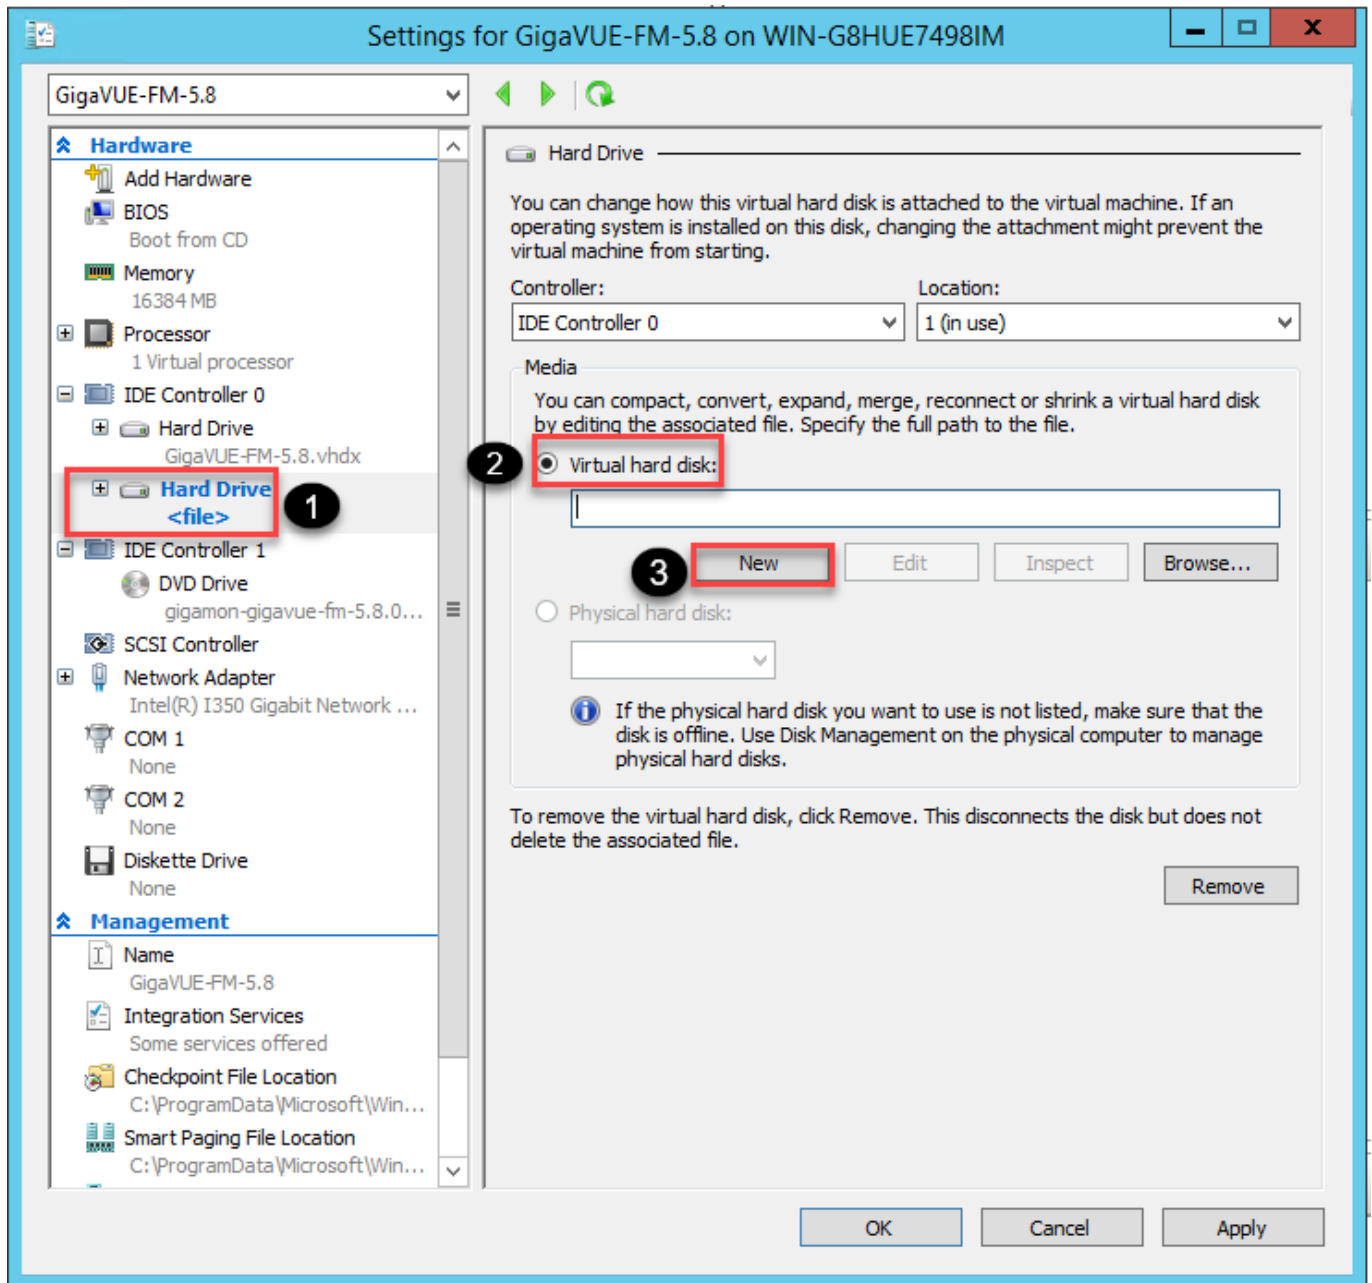 Settings for GigaVUE-FM-5.8 on WIN-G8HUE7498IM
GigaVUE-FM-5.8
Hardware
Add Hardware
BIOS
Boot from CD
Memory
16384 MB
Processor
1 Virtual processor
IDE Controller 0
Hard Drive
GigaVUE-FM-5.8.vhdx
Hard Drive
<file>
1
IDE Controller 1
DVD Drive
gigamon-gigavue-fm-5.8.0...
SCSI Controller
Network Adapter
Intel(R) I350 Gigabit Network ...
COM 1
None
COM 2
None
Diskette Drive
None
Management
Name
GigaVUE-FM-5.8
Integration Services
Some services offered
Checkpoint File Location
C:\ProgramData\Microsoft\Win...
Smart Paging File Location
C:\ProgramData\Microsoft\Win...
Hard Drive
You can change how this virtual hard disk is attached to the virtual machine. If an
operating system is installed on this disk, changing the attachment might prevent the
virtual machine from starting.
Controller: Location:
IDE Controller 0 1 (in use)
Media
You can compact, convert, expand, merge, reconnect or shrink a virtual hard disk
by editing the associated file. Specify the full path to the file.
2 Virtual hard disk:
3 New Edit Inspect Browse...
Physical hard disk:
If the physical hard disk you want to use is not listed, make sure that the
disk is offline. Use Disk Management on the physical computer to manage
physical hard disks.
To remove the virtual hard disk, click Remove. This disconnects the disk but does not
delete the associated file.
Remove
OK Cancel Apply